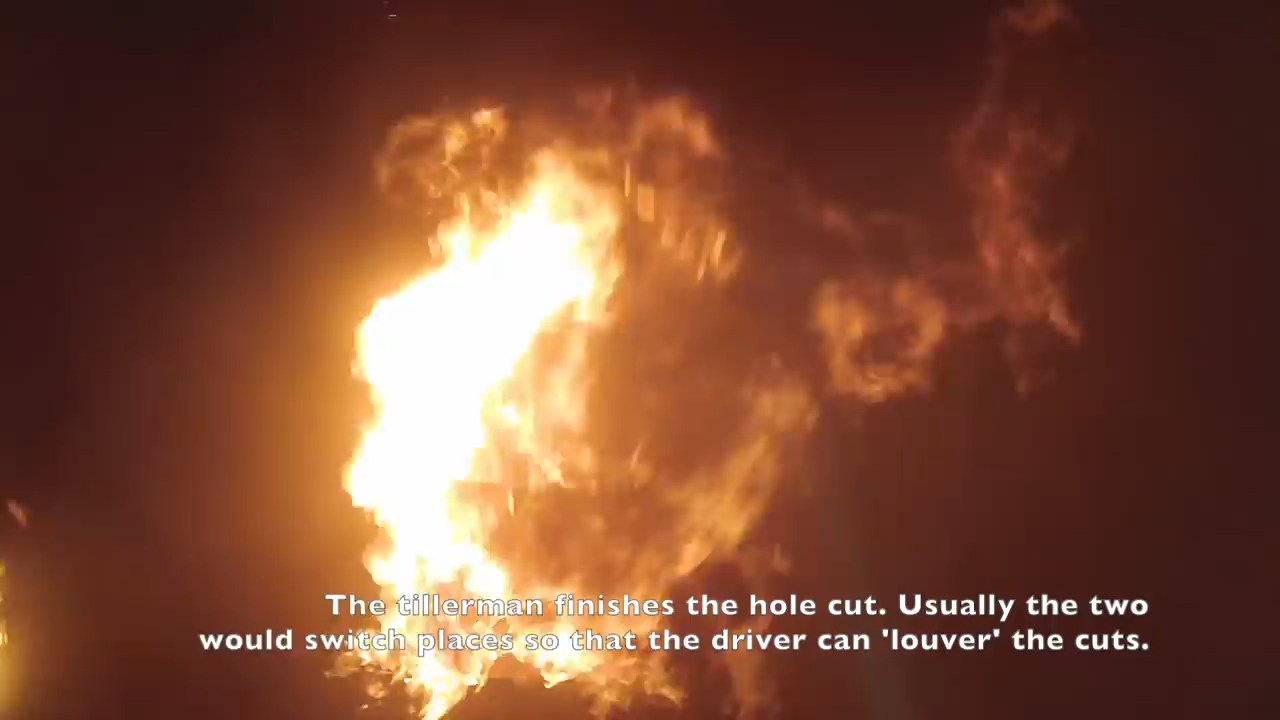 The tillerman finishes the hole cut. Usually the two
would switch places so that the driver can 'louver' the cuts.